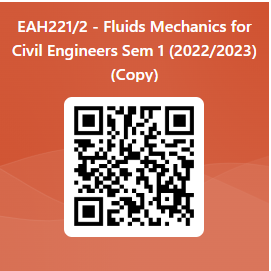 EAH221/2 - Fluids Mechanics for
Civil Engineers Sem 1 (2022/2023)
(Copy)